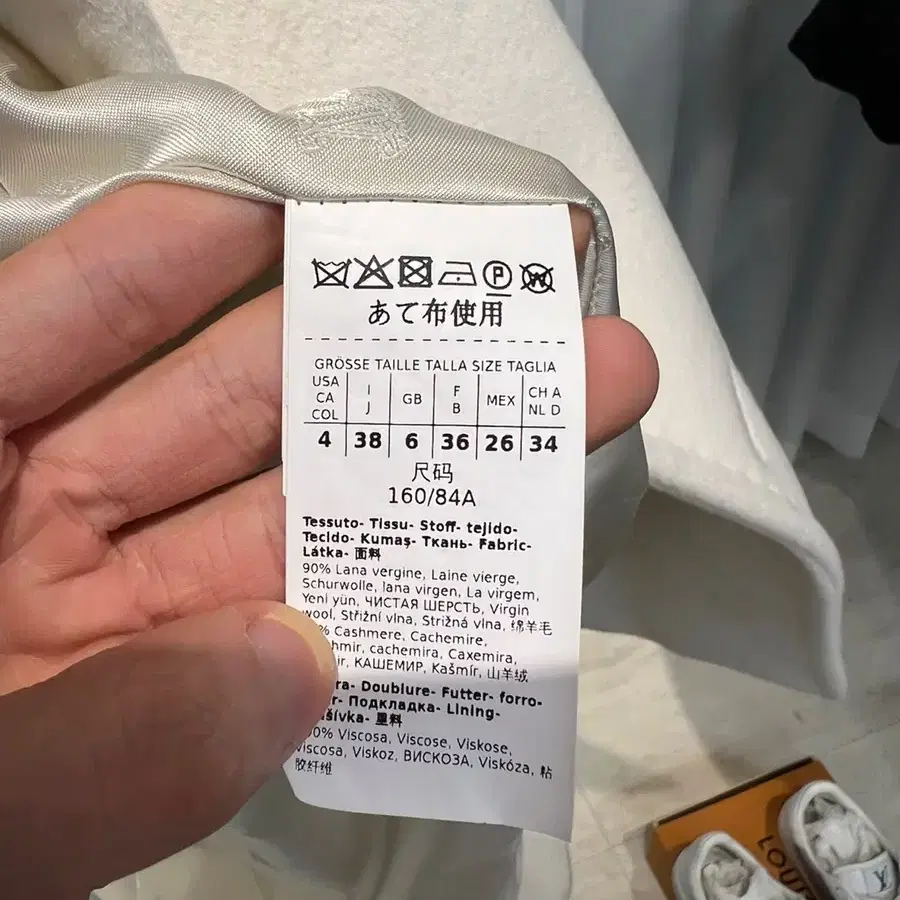 あて布使用
GRÖSSE TAILLE TALLA SIZE TAGLIA
USA CA COL I J GB F B MEX CH A NL D
4 38 6 36 26 34
尺码
160/84A
Tessuto- Tissu- Stoff- tejido-
Tecido- Kumaş- Ткань- Fabric-
Látka- 面料
90% Lana vergine, Laine vierge,
Schurwolle, lana virgen, La virgem,
Yeni yün, ЧИСТАЯ ШЕРСТЬ, Virgin
wool, Střižní vlna, Strižná vlna, 绵羊毛
Cashmere, Cachemire,
cachemira, Caxemira,
КАШЕМИР, Kašmír, 山羊绒
Doublure- Futter- forro-
Подкладка- Lining-
里料
Viscosa, Viscose, Viskose,
Viscosa, Viskoz, ВИСКОЗА, Viskóza, 粘
胶纤维
P
W
LV